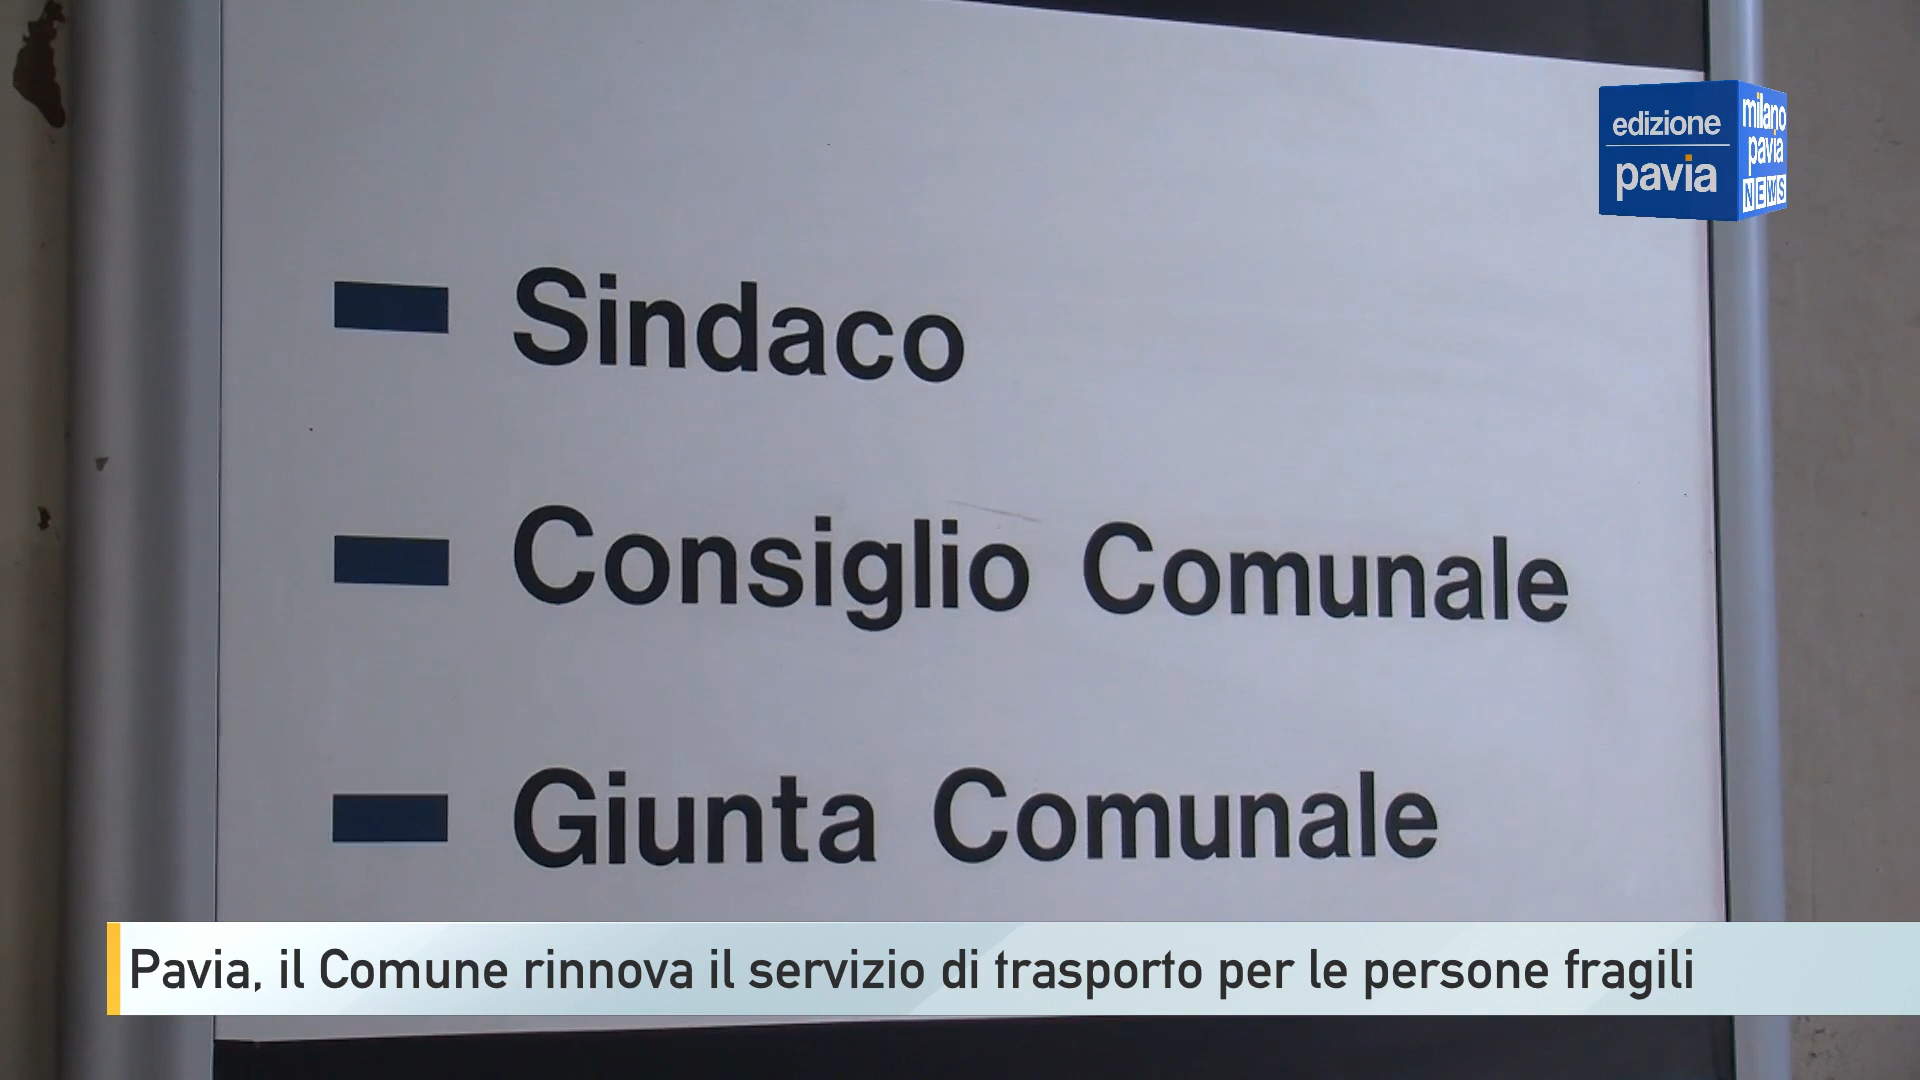 edizione
pavia
milano
pavia
NEWS
Sindaco
Consiglio Comunale
Giunta Comunale
Pavia, il Comune rinnova il servizio di trasporto per le persone fragili